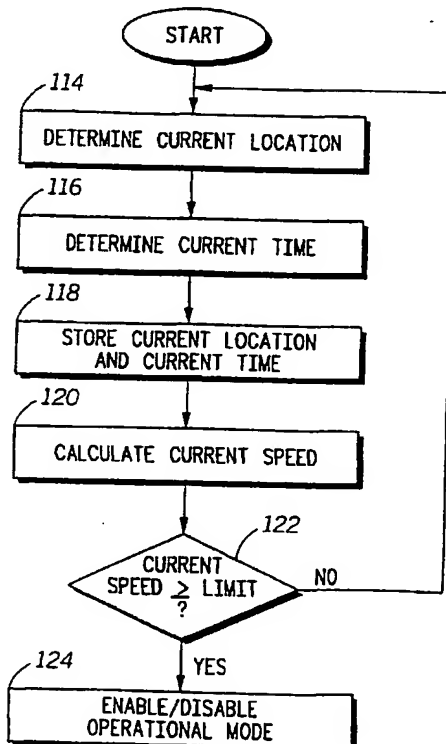 START
114
DETERMINE CURRENT LOCATION
116
DETERMINE CURRENT TIME
118
STORE CURRENT LOCATION
AND CURRENT TIME
120
CALCULATE CURRENT SPEED
122
CURRENT
SPEED ≥ LIMIT
?
NO
YES
124
ENABLE/DISABLE
OPERATIONAL MODE